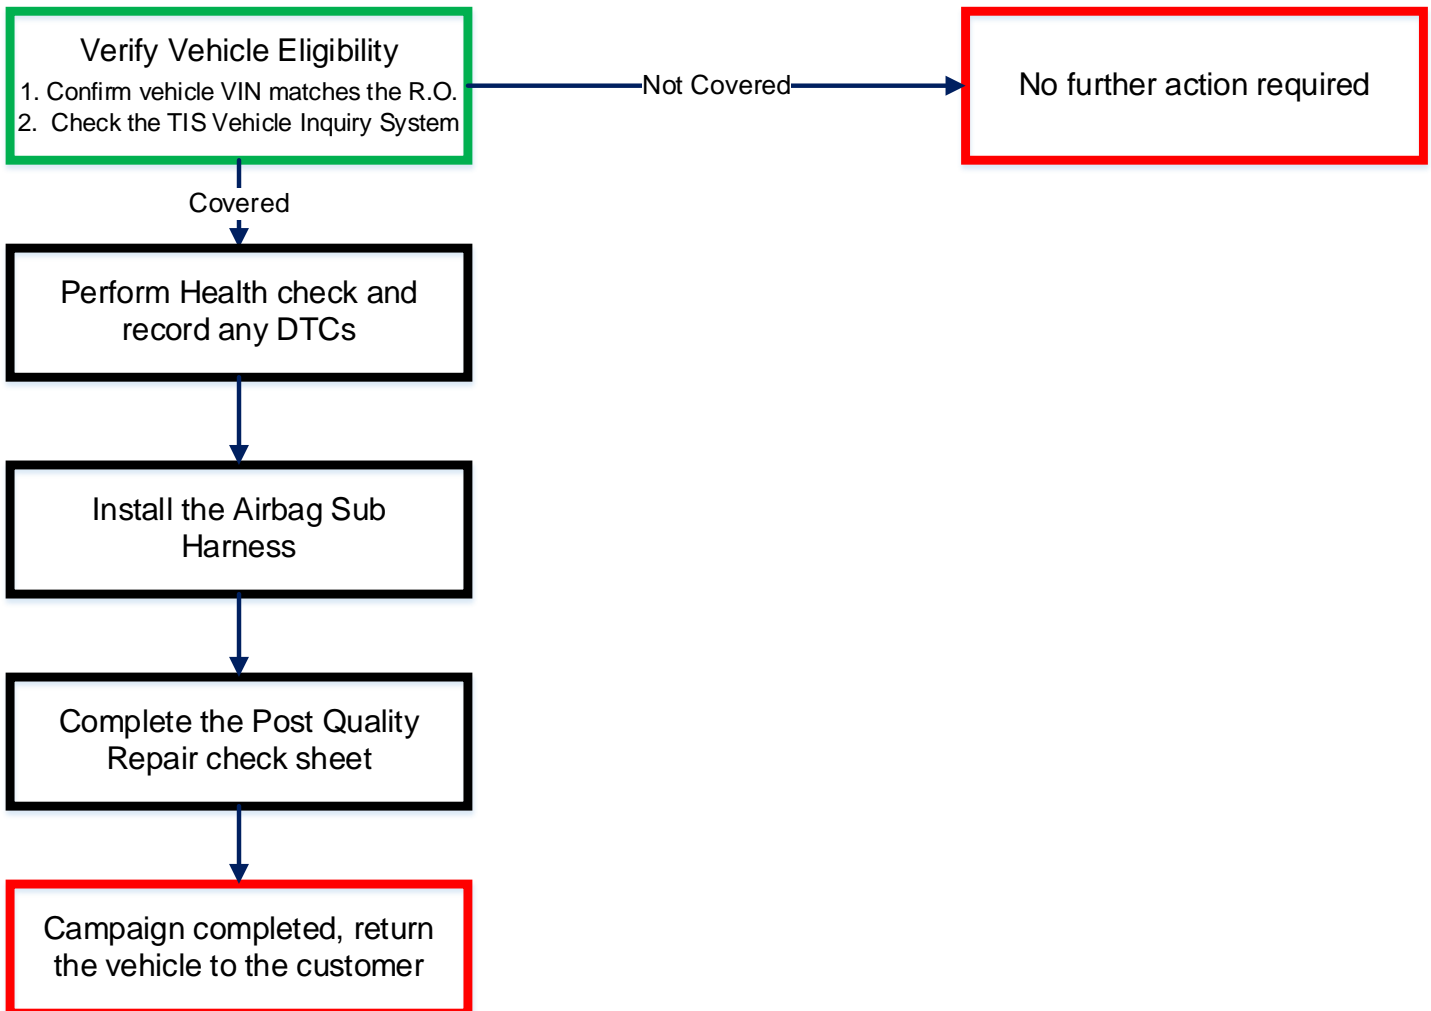 Verify Vehicle Eligibility
1. Confirm vehicle VIN matches the R.O.
2. Check the TIS Vehicle Inquiry System
Not Covered
No further action required
Covered
Perform Health check and
record any DTCs
Install the Airbag Sub
Harness
Complete the Post Quality
Repair check sheet
Campaign completed, return
the vehicle to the customer